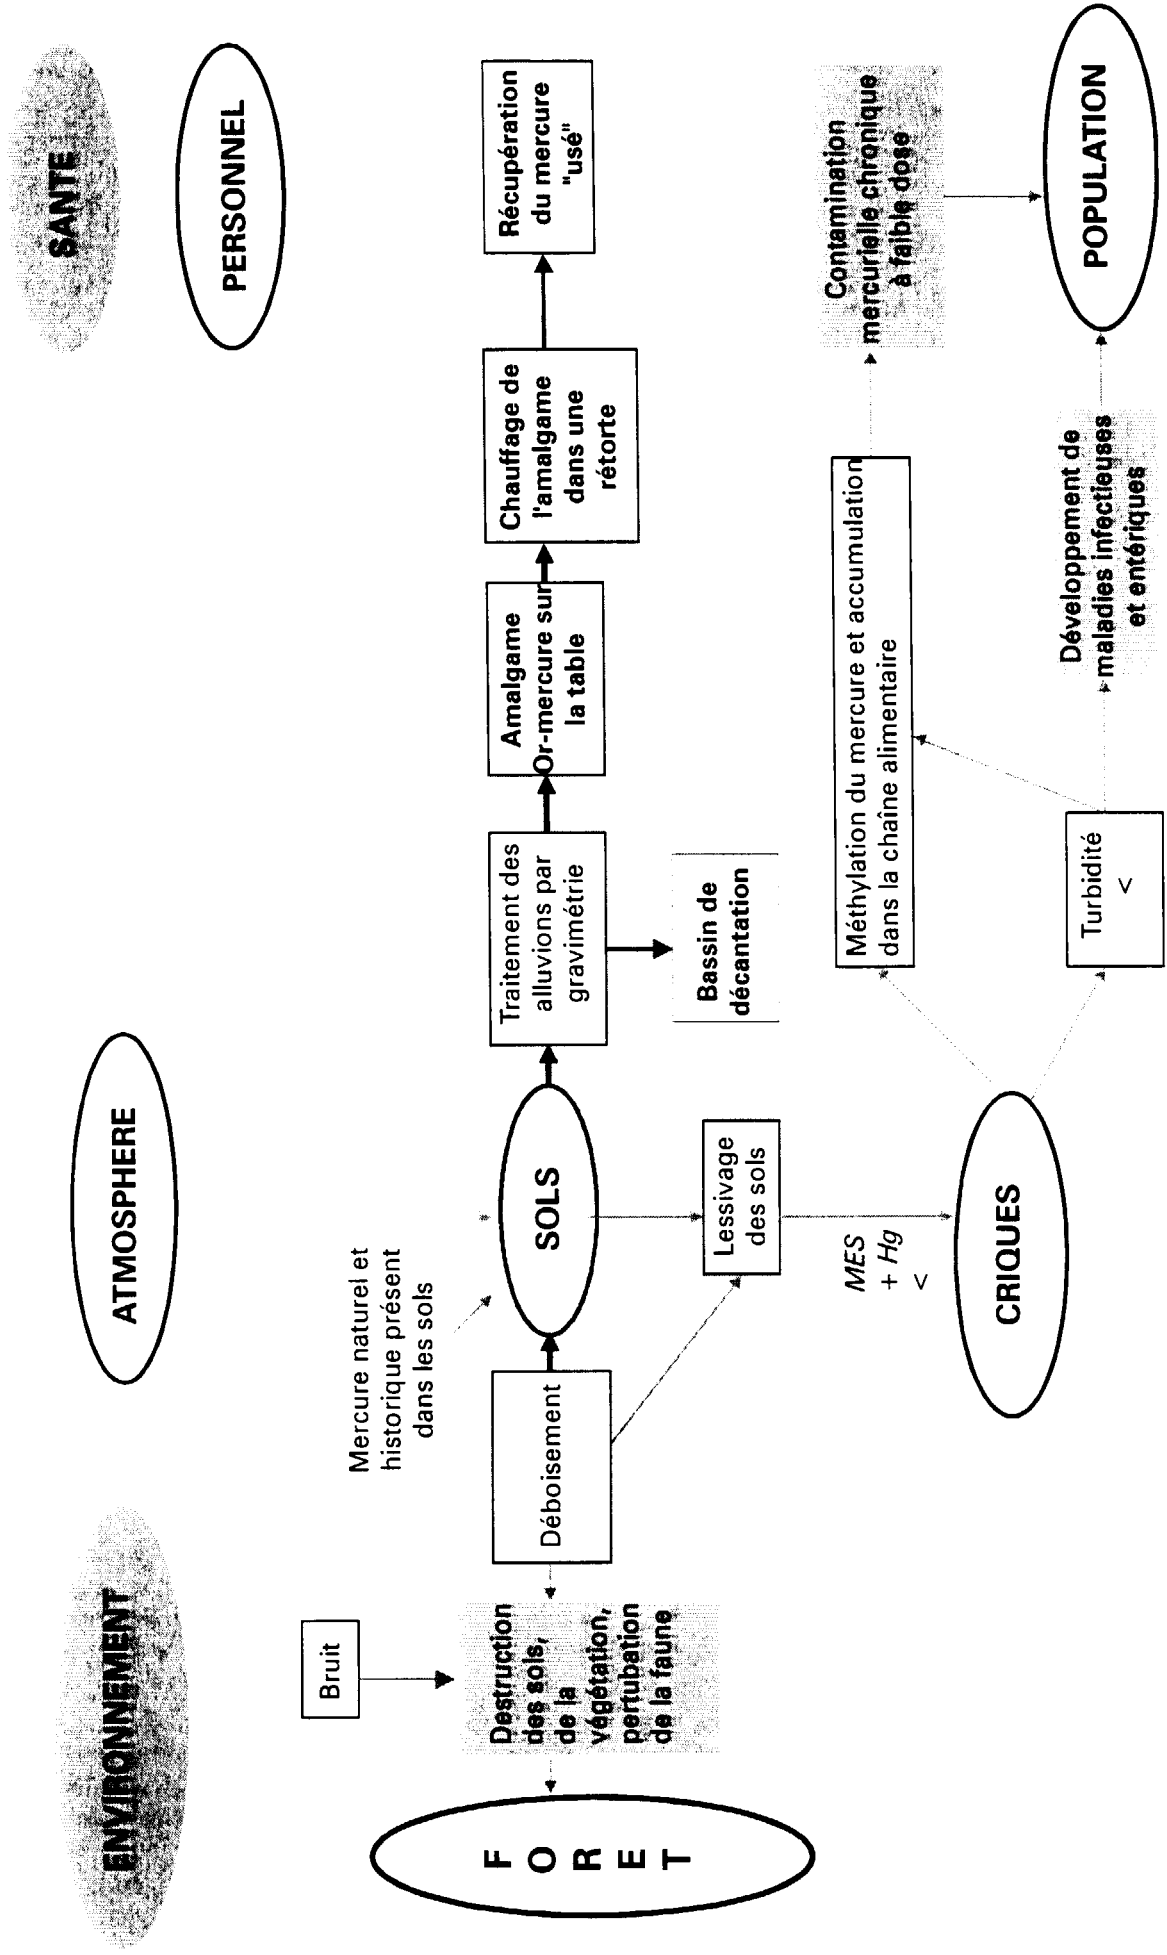 ENVIRONNEMENT
ATMOSPHERE
SANTE
PERSONNEL
Bruit
Mercure naturel et
historique présent
dans les sols
F
O
R
E
T
Destruction
des sols,
de la
végétation,
pertubation
de la faune
Déboisement
SOLS
Traitement des
alluvions par
gravimétrie
Amalgame
Or-mercure sur
la table
Chauffage de
l'amalgame
dans une
rétorte
Récupération
du mercure
"usé"
Lessivage
des sols
Bassin de
décantation
MES
+ Hg
<
Méthylation du mercure et accumulation
dans la chaîne alimentaire
Contamination
mercurielle chronique
à faible dose
CRIQUES
Turbidité
<
Développement de
maladies infectieuses
et entériques
POPULATION